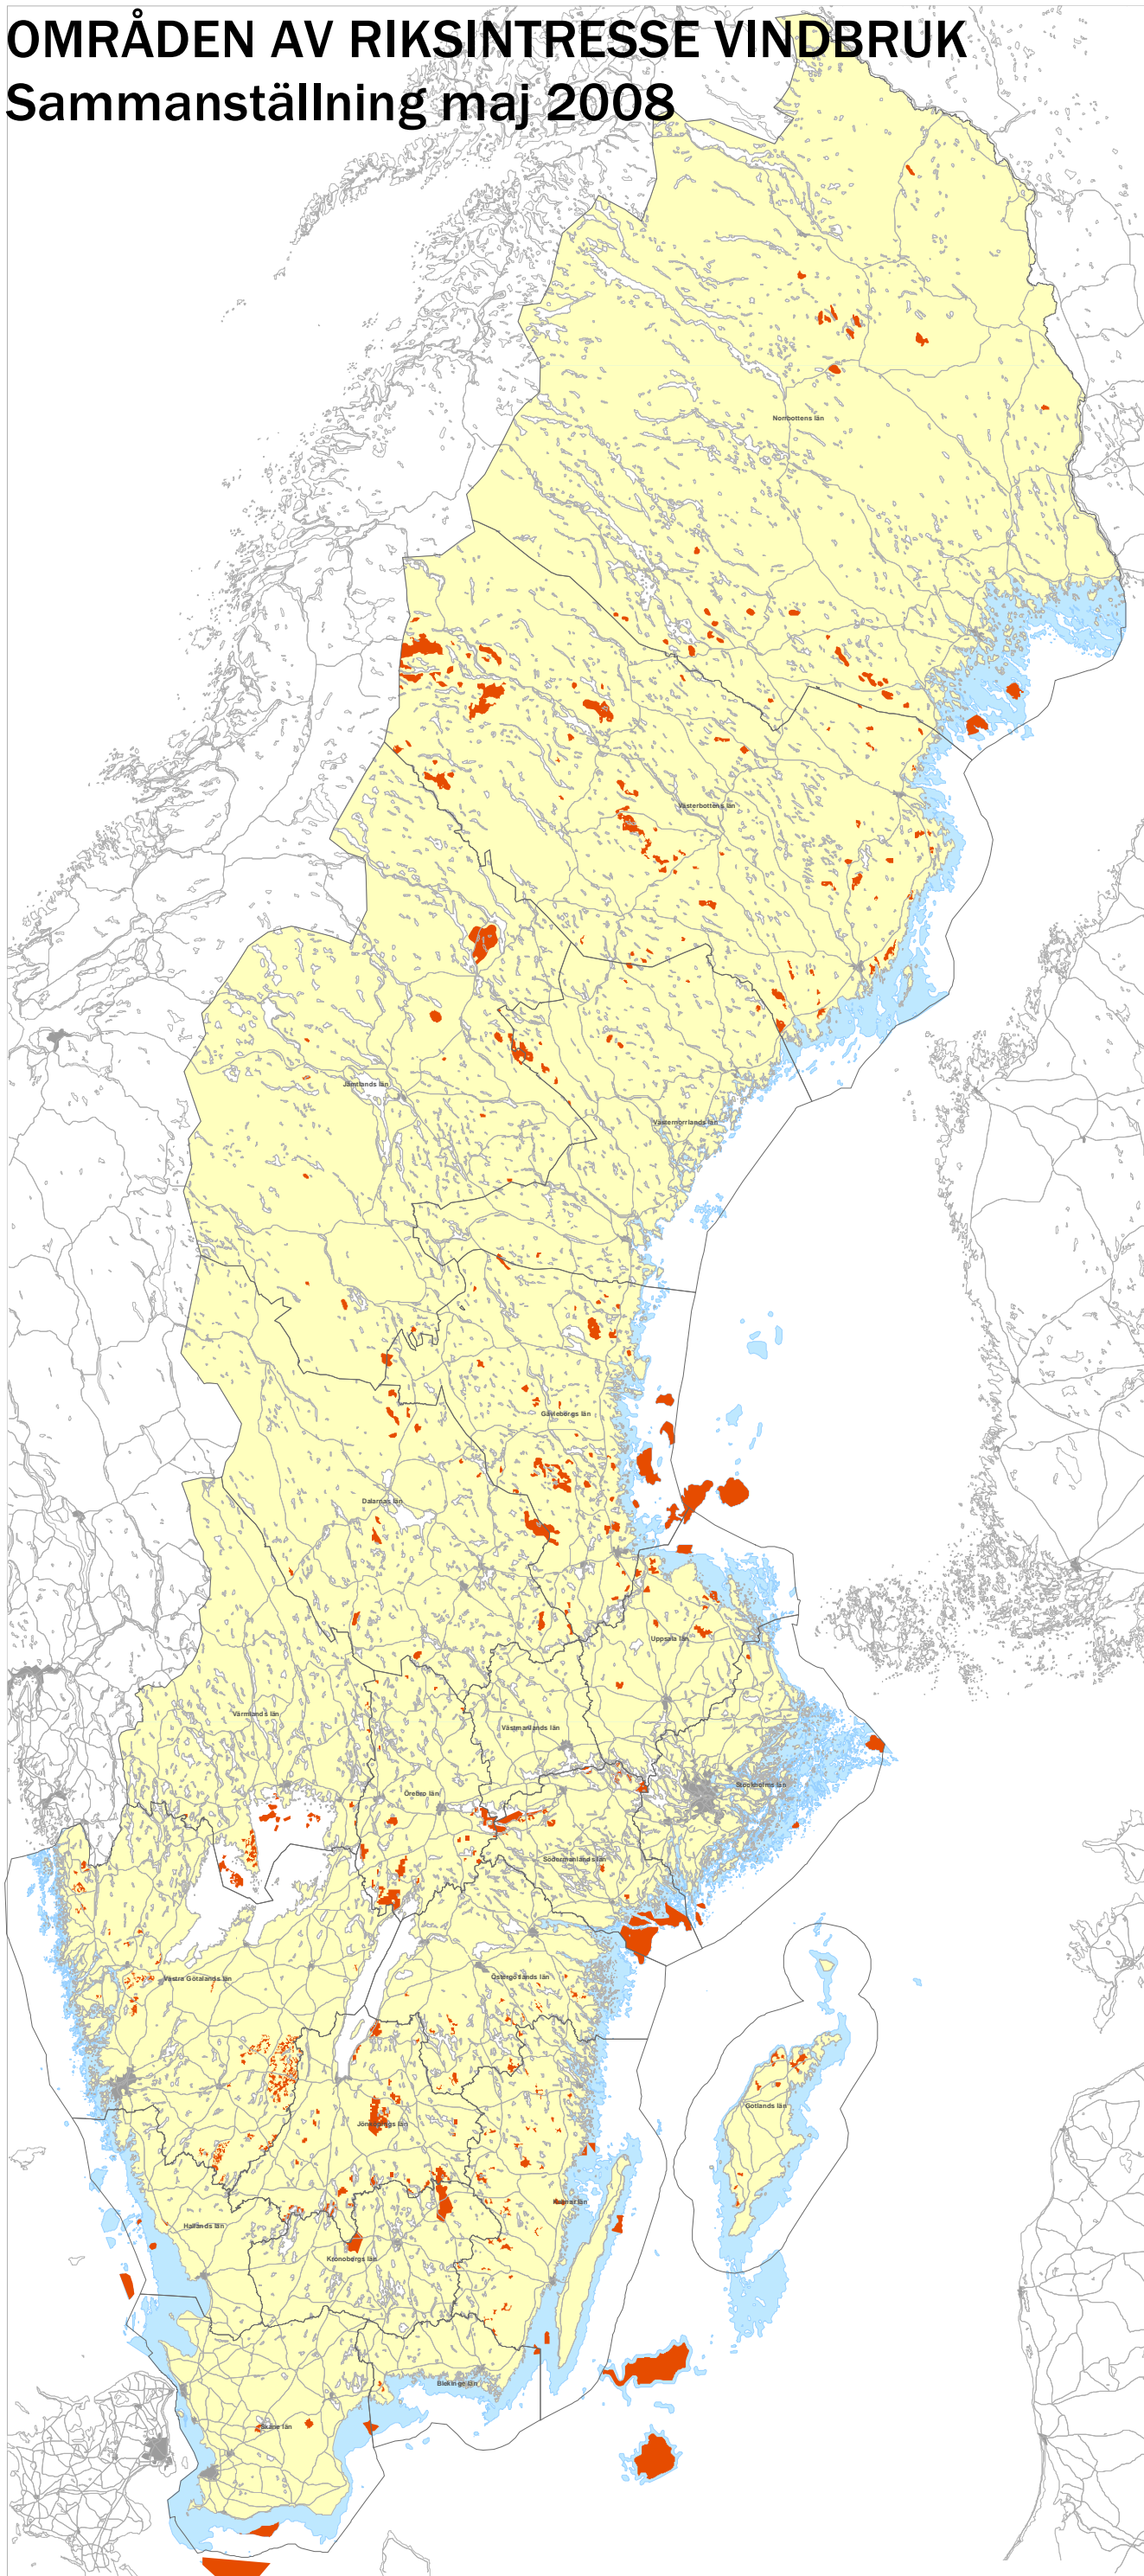 OMRÅDEN AV RIKSINTRESSE VINDBRUK
Sammanställning maj 2008
Norrbottens län
Västerbottens län
Jämtlands län
Västernorrlands län
Gävleborgs län
Dalarnas län
Uppsala län
Värmlands län
Västmanlands län
Stockholms län
Örebro län
Södermanlands län
Västra Götalands län
Östergötlands län
Gotlands län
Jönköpings län
Kalmar län
Hallands län
Kronobergs län
Blekinge län
Skåne län